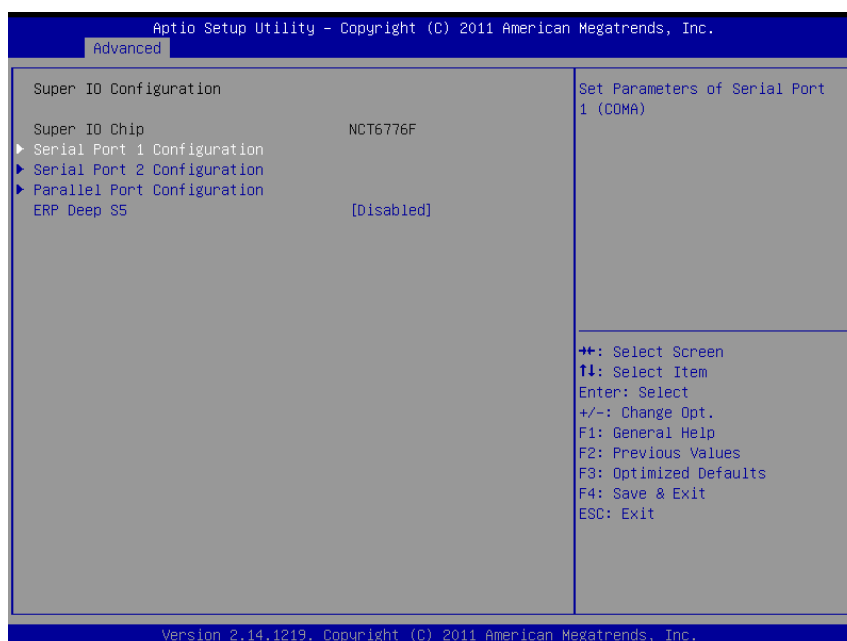 Aptio Setup Utility – Copyright (C) 2011 American Megatrends, Inc.
Advanced
Super IO Configuration
Super IO Chip NCT6776F
Serial Port 1 Configuration
Serial Port 2 Configuration
Parallel Port Configuration
ERP Deep S5 [Disabled]
Set Parameters of Serial Port
1 (COMA)
→←: Select Screen
↑↓: Select Item
Enter: Select
+/-: Change Opt.
F1: General Help
F2: Previous Values
F3: Optimized Defaults
F4: Save & Exit
ESC: Exit
Version 2.14.1219. Copyright (C) 2011 American Megatrends, Inc.